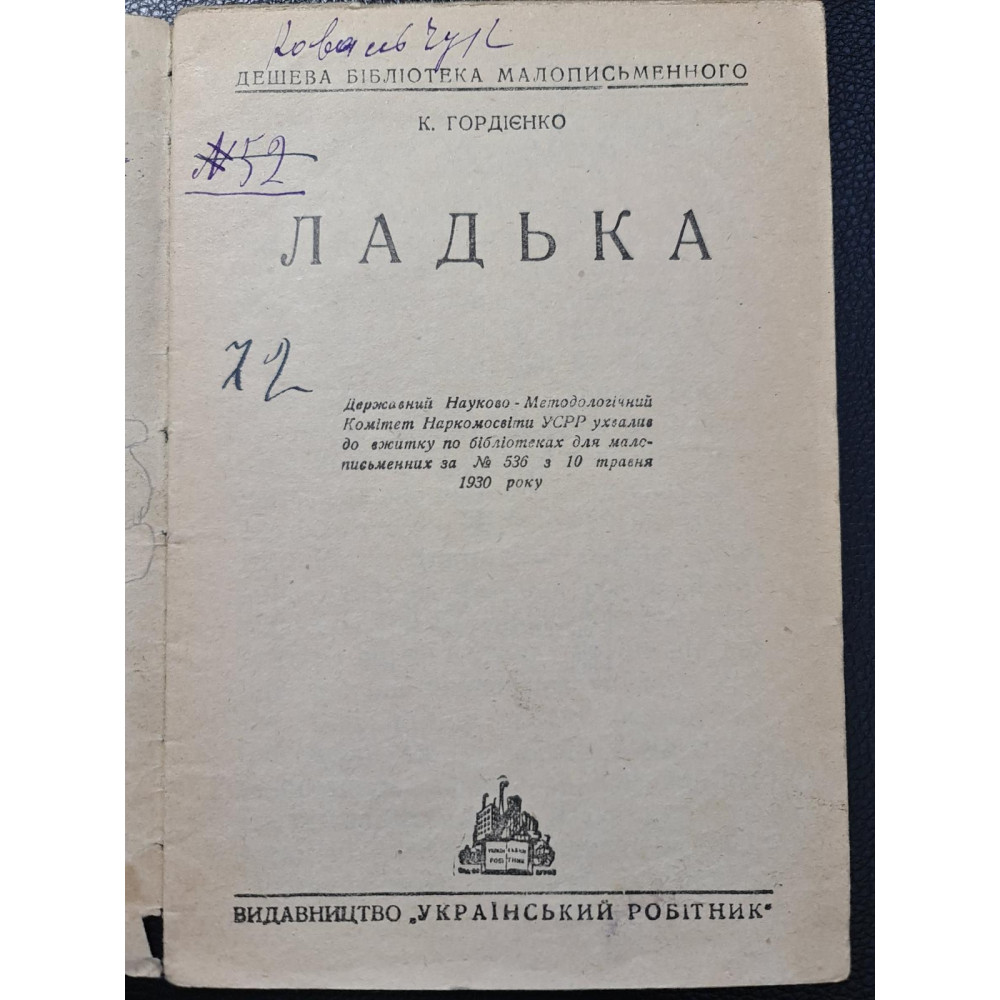 Ковальчук
ДЕШЕВА БІБЛІОТЕКА МАЛОПИСЬМЕННОГО
К. ГОРДІЄНКО
№52
ЛАДЬКА
72
Державний Науково-Методологічний
Комітет Наркомосвіти УСРР ухвалив
до вжитку по бібліотеках для мало-
письменних за № 536 з 10 травня
1930 року
ВИДАВНИЦТВО „УКРАЇНСЬКИЙ РОБІТНИК"